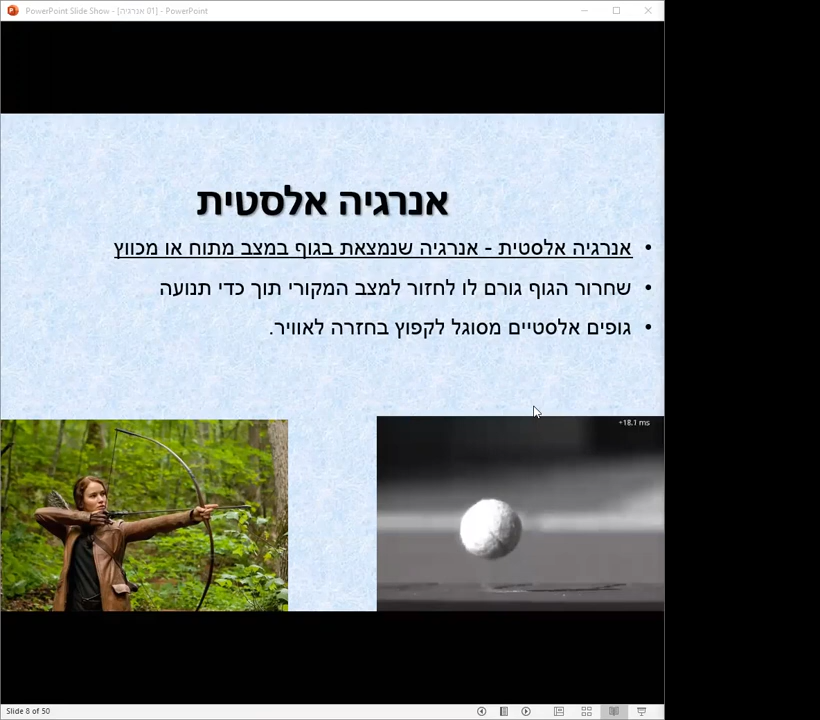 PowerPoint Slide Show - [01 אנרגיה] - PowerPoint
אנרגיה אלסטית
• אנרגיה אלסטית - אנרגיה שנמצאת בגוף במצב מתוח או מכווץ
• שחרור הגוף גורם לו לחזור למצב המקורי תוך כדי תנועה
• גופים אלסטיים מסוגל לקפוץ בחזרה לאוויר.
+18.1 ms
Slide 8 of 50